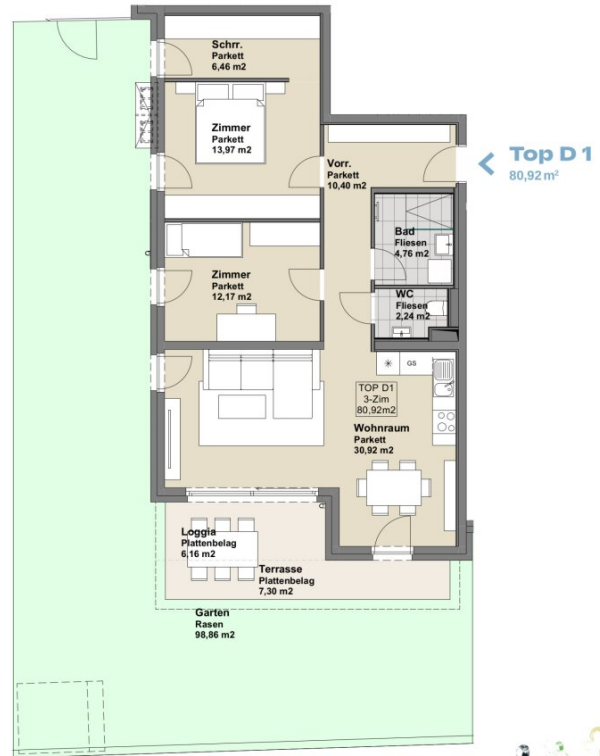 Schrr.
Parkett
6,46 m2
Zimmer
Parkett
13,97 m2
Vorr.
Parkett
10,40 m2
Top D 1
80,92 m²
Bad
Fliesen
4,76 m2
Zimmer
Parkett
12,17 m2
WC
Fliesen
2,24 m2
GS
TOP D1
3-Zim
80,92m2
Wohnraum
Parkett
30,92 m2
Loggia
Plattenbelag
6,16 m2
Terrasse
Plattenbelag
7,30 m2
Garten
Rasen
98,86 m2